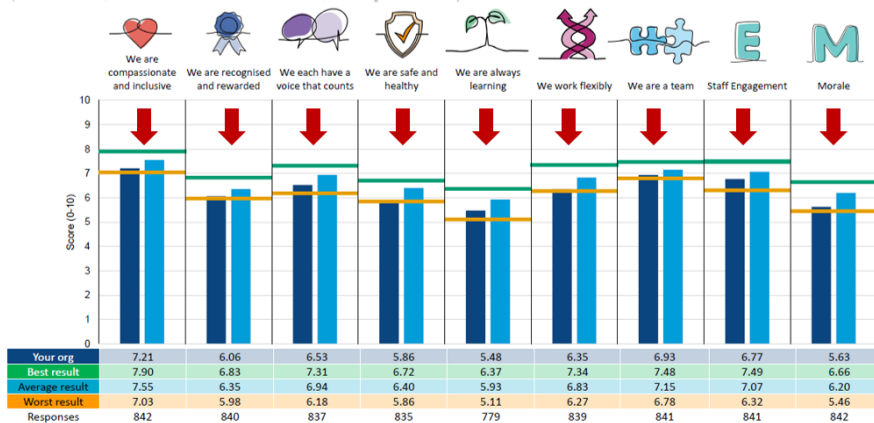 We are
compassionate
and inclusive
We are recognised
and rewarded
We each have a
voice that counts
We are safe and
healthy
We are always
learning
We work flexibly
We are a team
E
Staff Engagement
M
Morale
Score (0-10)
10
9
8
7
6
5
4
3
2
1
0
Your org 7.21 6.06 6.53 5.86 5.48 6.35 6.93 6.77 5.63
Best result 7.90 6.83 7.31 6.72 6.37 7.34 7.48 7.49 6.66
Average result 7.55 6.35 6.94 6.40 5.93 6.83 7.15 7.07 6.20
Worst result 7.03 5.98 6.18 5.86 5.11 6.27 6.78 6.32 5.46
Responses 842 840 837 835 779 839 841 841 842